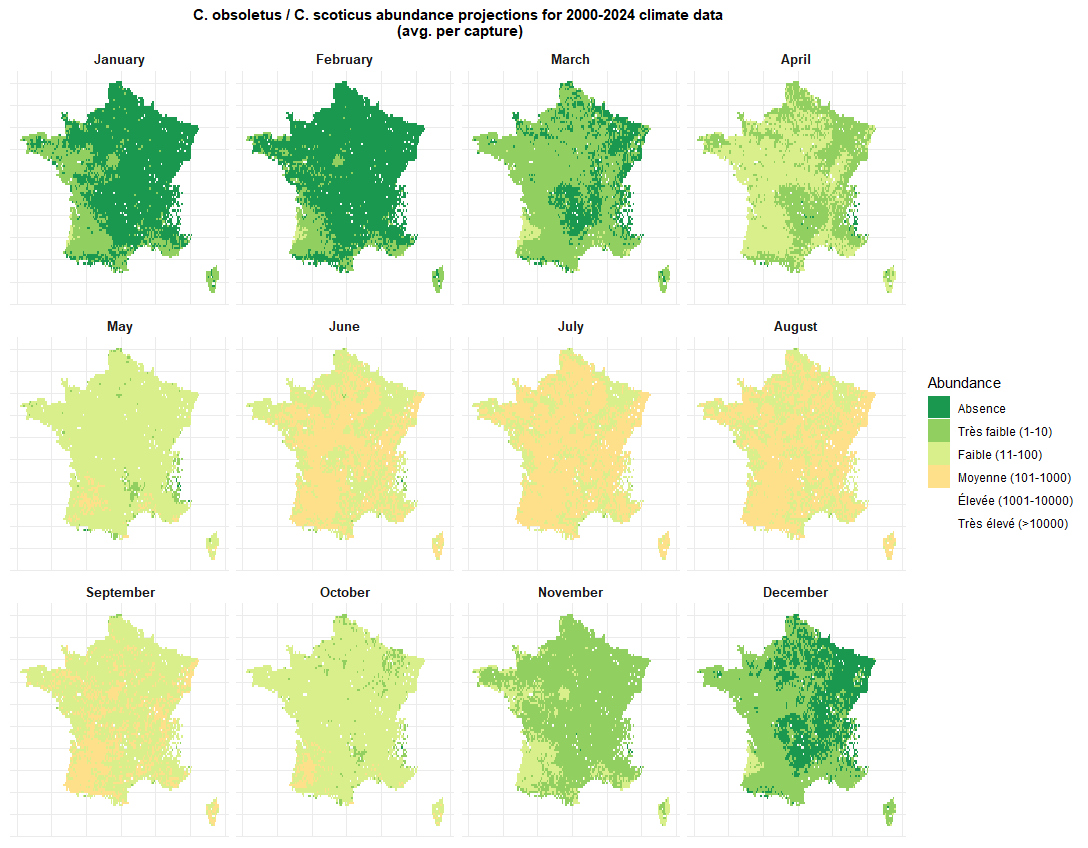 C. obsoletus / C. scoticus abundance projections for 2000-2024 climate data
(avg. per capture)
January
February
March
April
May
June
July
August
September
October
November
December
Abundance
Absence
Très faible (1-10)
Faible (11-100)
Moyenne (101-1000)
Élevée (1001-10000)
Très élevé (>10000)